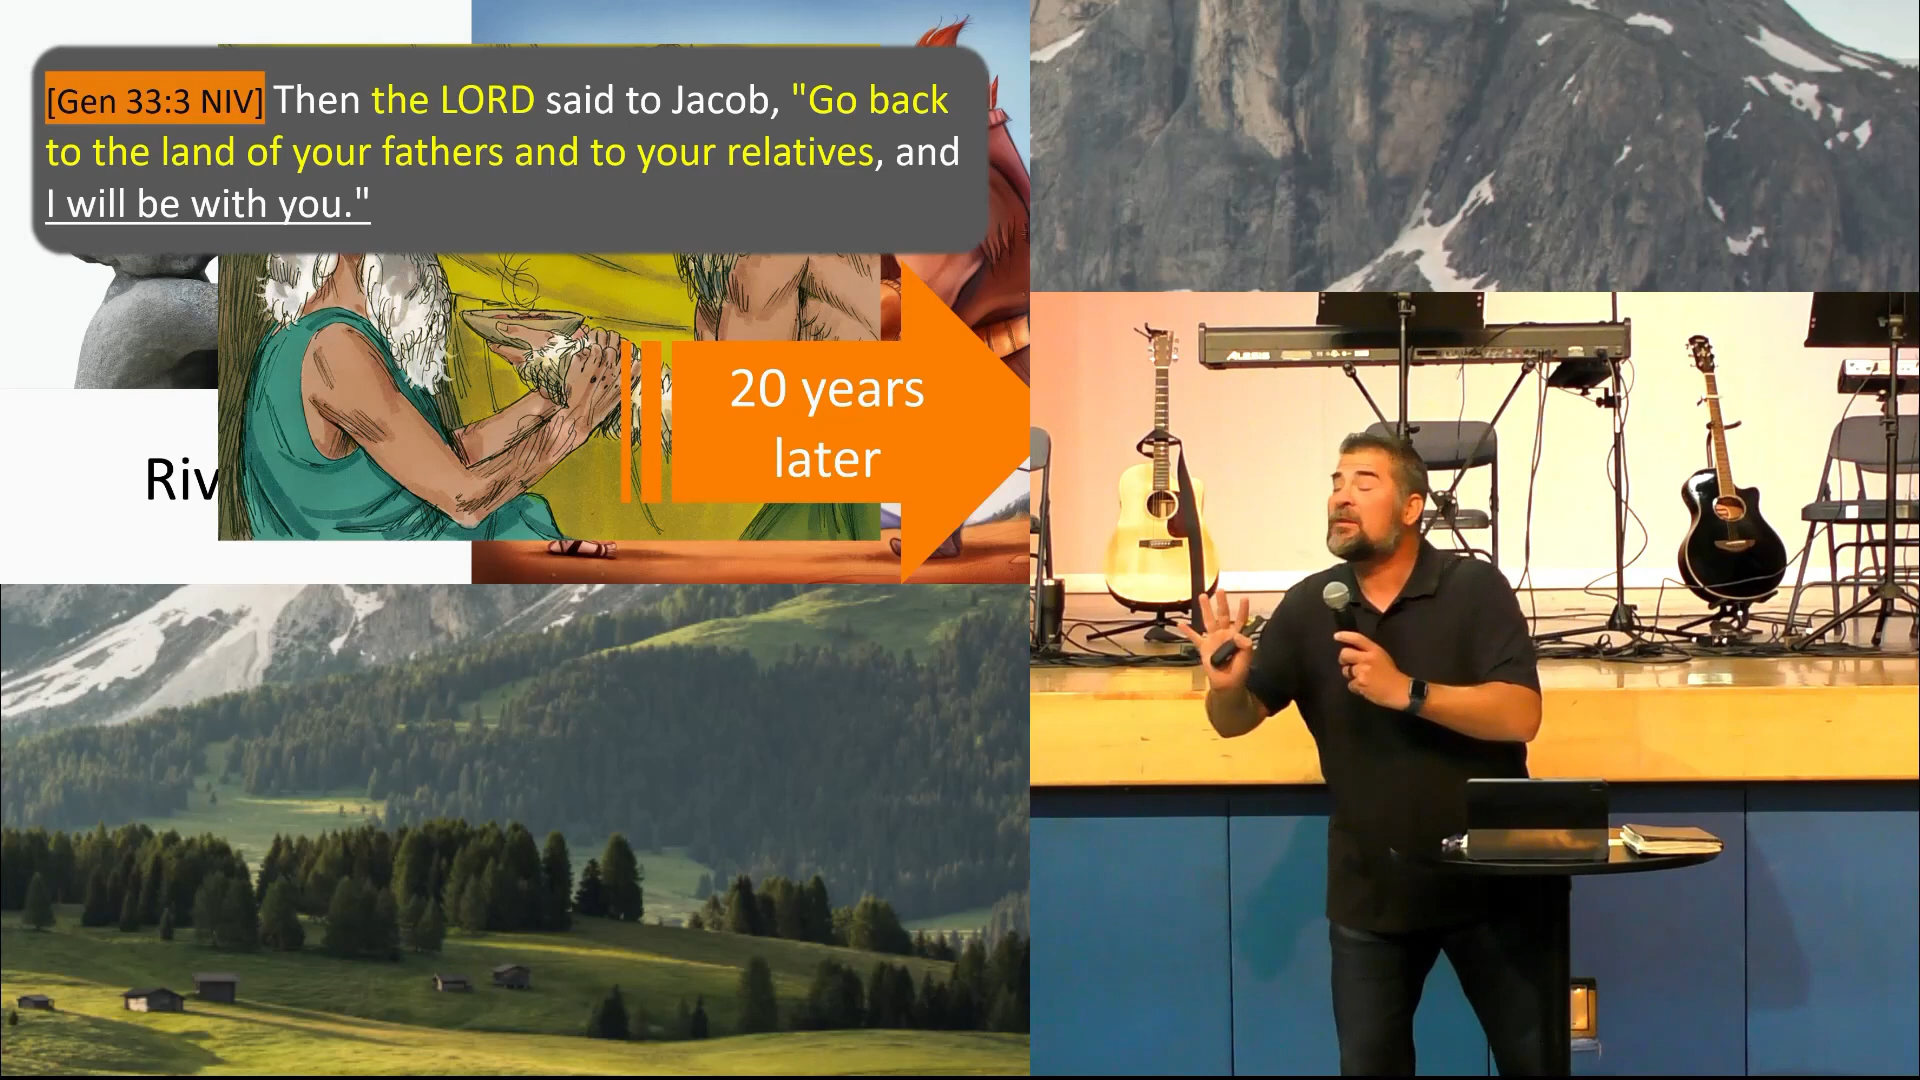 [Gen 33:3 NIV] Then the LORD said to Jacob, "Go back
to the land of your fathers and to your relatives, and
I will be with you."
20 years
later
Riv
ALESIS